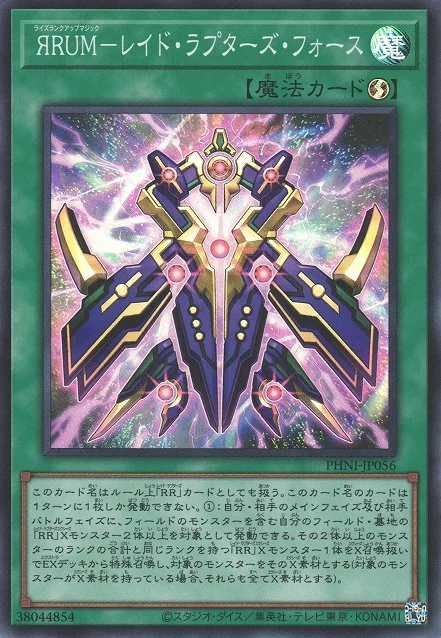 ライズランクアップマジック
ЯRUM－レイド・ラプターズ・フォース
魔
まほう
【魔法カード】
PHNI-JP056
このカード名はルール上「RR」カードとしても扱う。このカード名のカードは
1ターンに1枚しか発動できない。①：自分・相手のメインフェイズ及び相手
バトルフェイズに、フィールドのモンスターを含む自分のフィールド・墓地の
「RR」Xモンスター2体以上を対象として発動できる。その2体以上のモンス
ターのランクの合計と同じランクを持つ「RR」Xモンスター1体をX召喚扱い
でEXデッキから特殊召喚し、対象のモンスターをそのX素材とする(対象のモン
スターがX素材を持っている場合、それらも全てX素材とする)。
38044854
©スタジオ・ダイス／集英社・テレビ東京・KONAMI